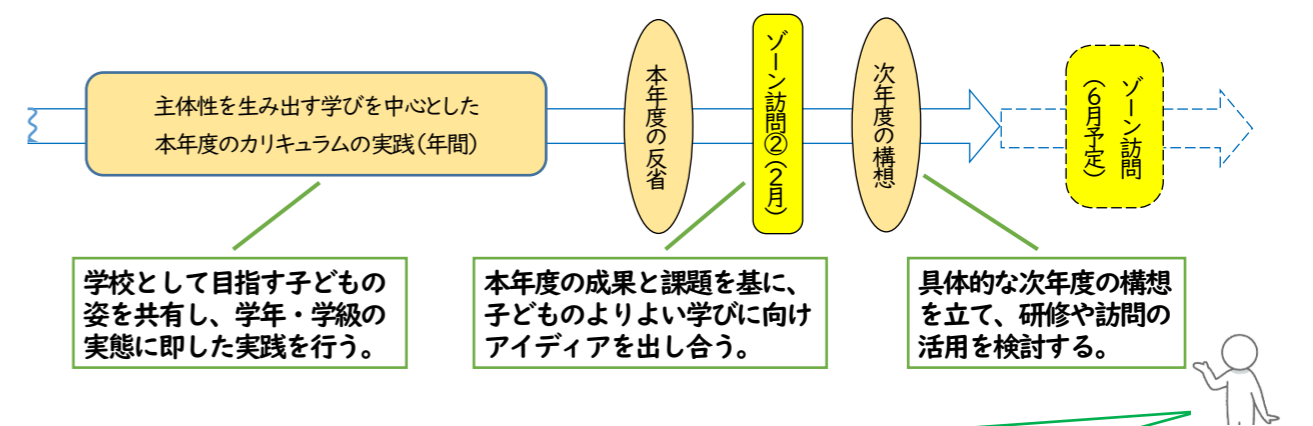 主体性を生み出す学びを中心とした
本年度のカリキュラムの実践(年間)
本年度の反省
ゾーン訪問②(2月)
次年度の構想
ゾーン訪問
(6月予定)
学校として目指す子どもの
姿を共有し、学年・学級の
実態に即した実践を行う。
本年度の成果と課題を基に、
子どものよりよい学びに向け
アイディアを出し合う。
具体的な次年度の構想
を立て、研修や訪問の
活用を検討する。